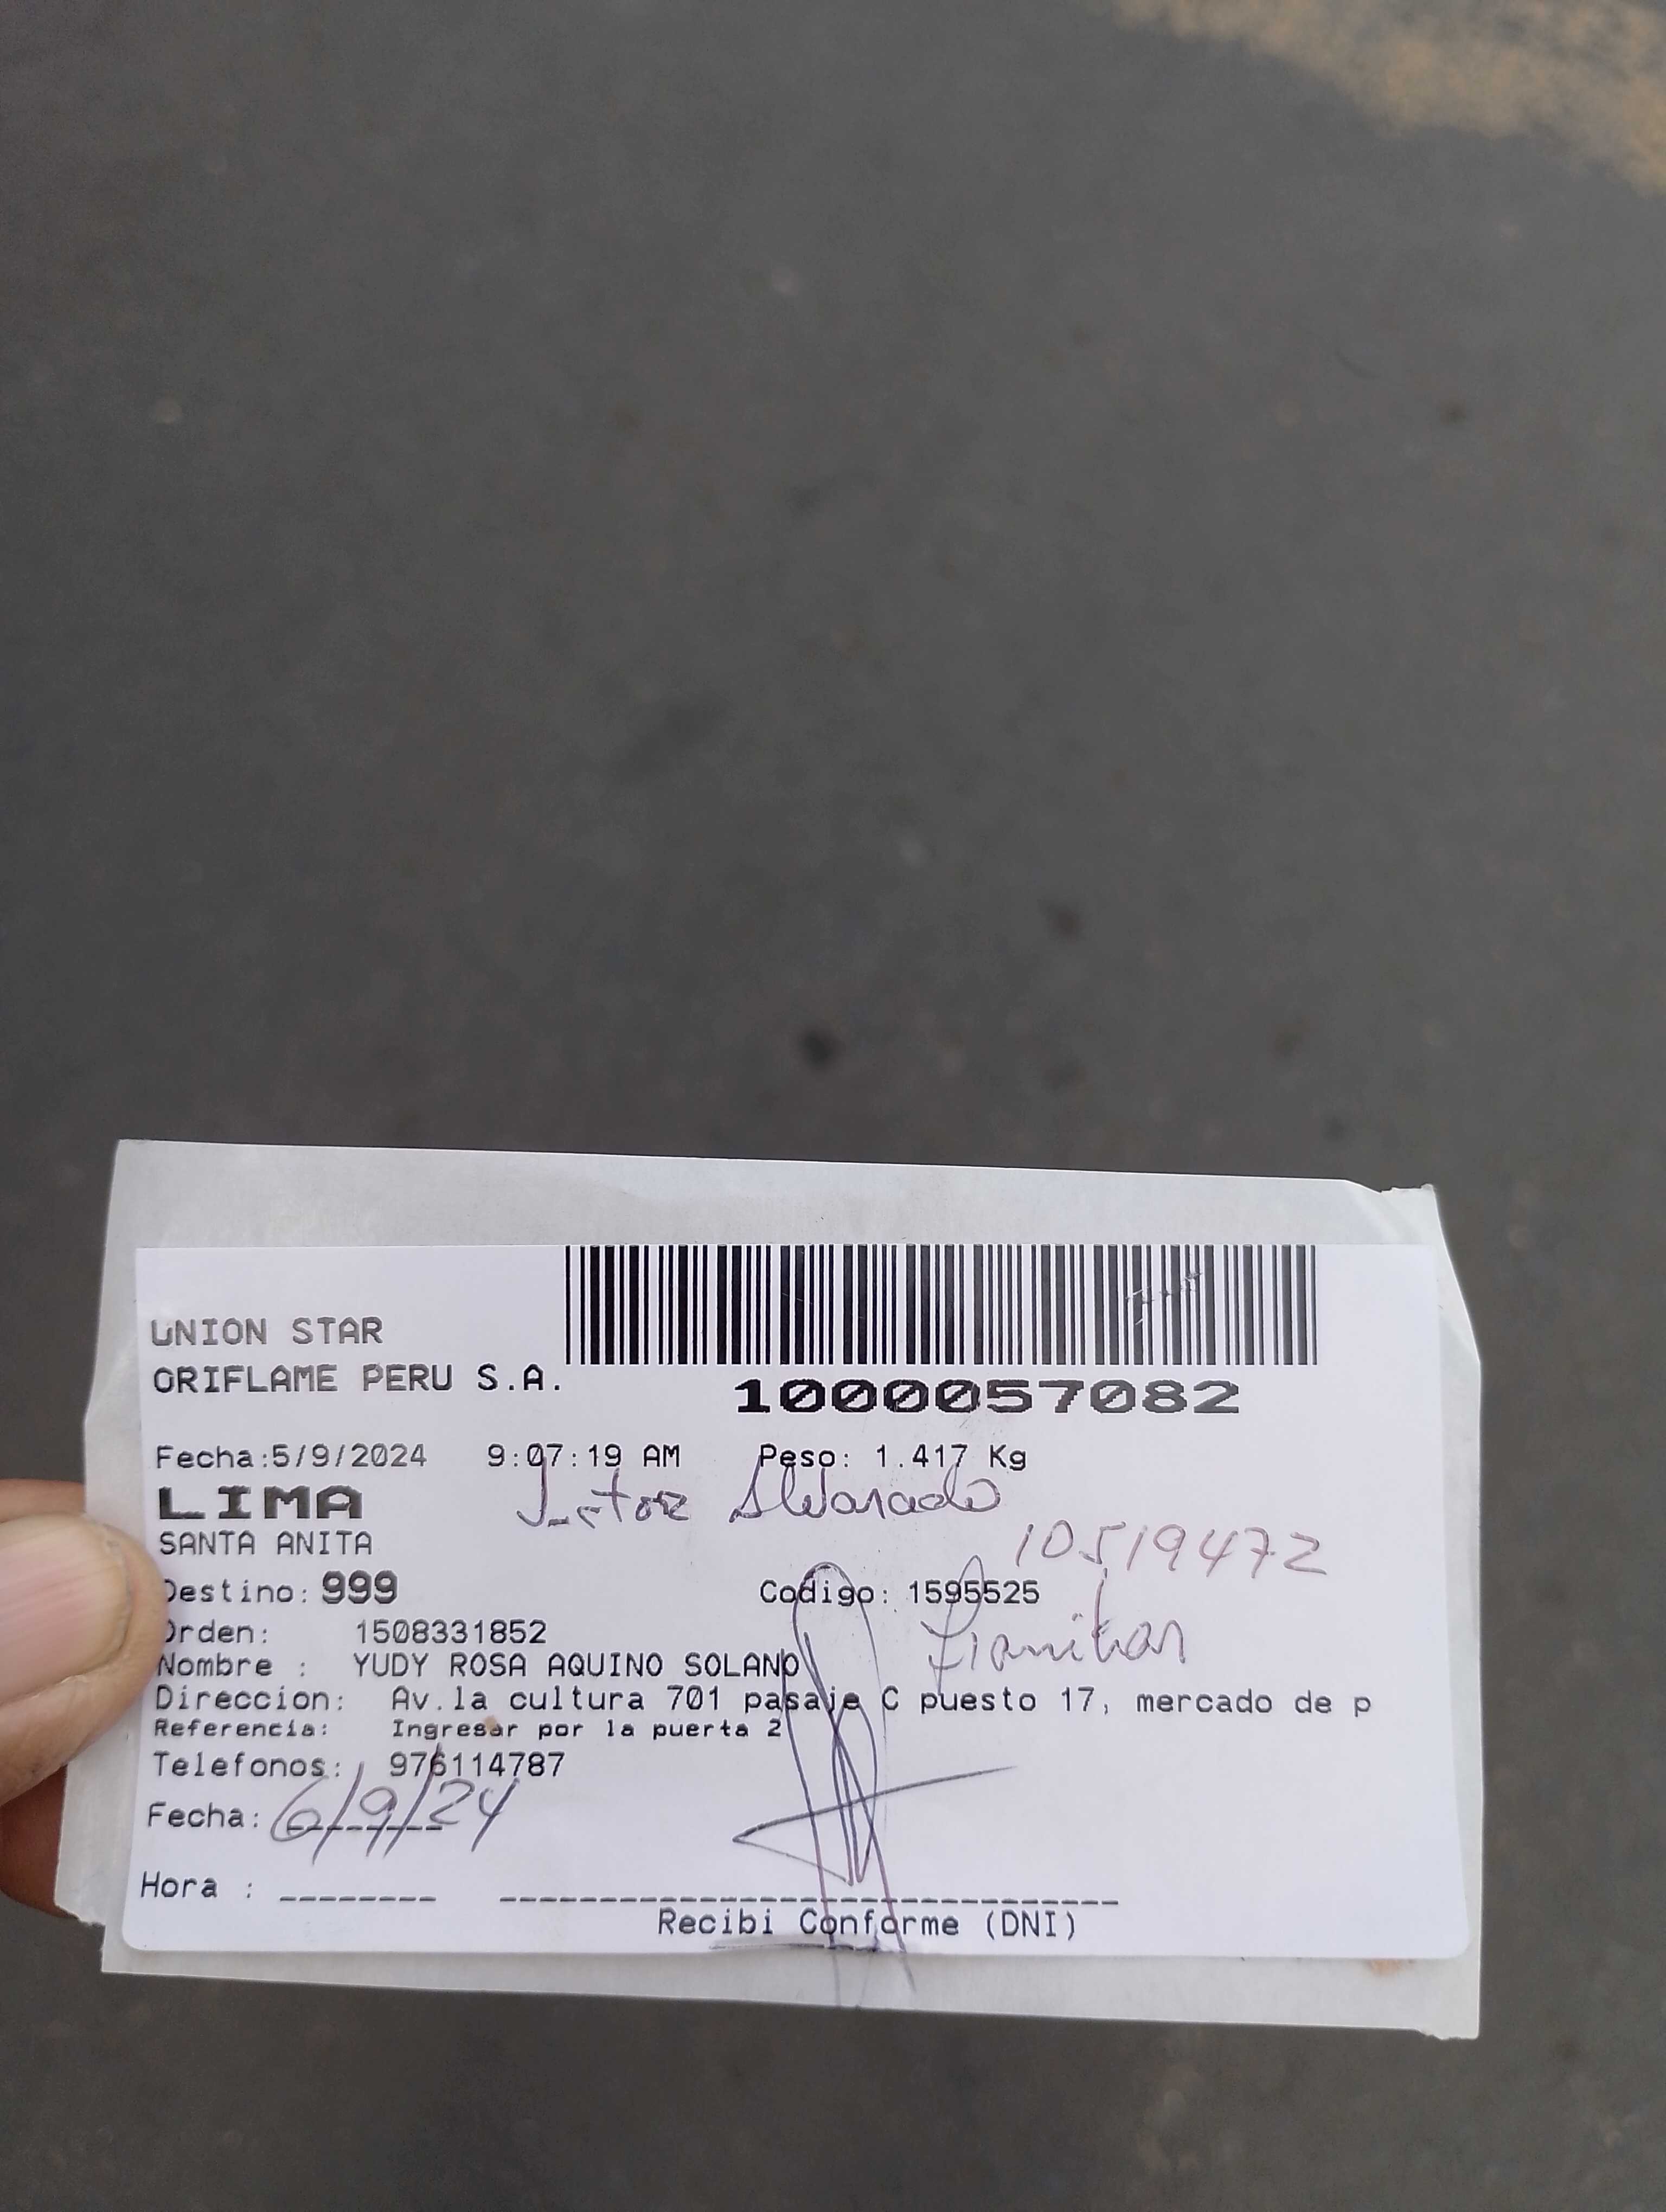 UNION STAR
ORIFLAME PERU S.A.
1000057082
Fecha:5/9/2024 9:07:19 AM Peso: 1.417 Kg
LIMA
Alvarado
SANTA ANITA
10519472
Destino: 999 Codigo: 1595525
Orden: 1508331852
Nombre : YUDY ROSA AQUINO SOLANO
Direccion: Av.la cultura 701 pasaje C puesto 17, mercado de p
Referencia: Ingresar por la puerta 2
Telefonos: 976114787
Fecha: 6/9/24
Hora :
Recibi Conforme (DNI)